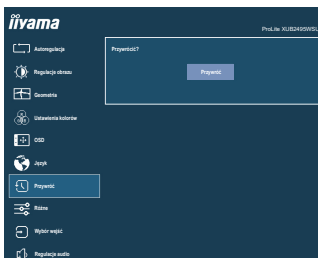 iiyama
ProLite XUB2495WSU
Autoregulacja
Przywrócić?
Regulacja obrazu
Przywróć
Geometria
Ustawienia kolorów
OSD
Język
Przywróć
Różne
Wybór wejść
Regulacja audio